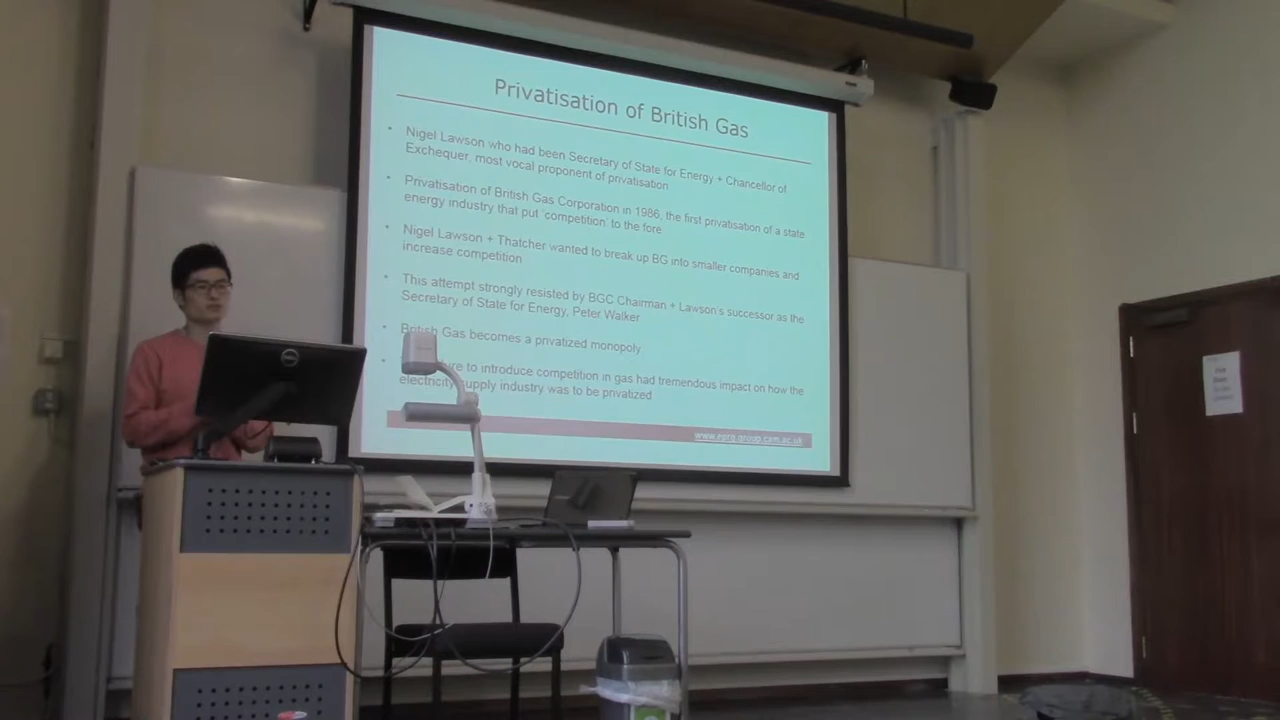 Privatisation of British Gas
• Nigel Lawson who had been Secretary of State for Energy + Chancellor of
Exchequer, most vocal proponent of privatisation
• Privatisation of British Gas Corporation in 1986, the first privatisation of a state
energy industry that put 'competition' to the fore
• Nigel Lawson + Thatcher wanted to break up BG into smaller companies and
increase competition
• This attempt strongly resisted by BGC Chairman + Lawson's successor as the
Secretary of State for Energy, Peter Walker
• British Gas becomes a privatized monopoly
• to introduce competition in gas had tremendous impact on how the
electricity supply industry was to be privatized
www.eprg.group.cam.ac.uk
DELL